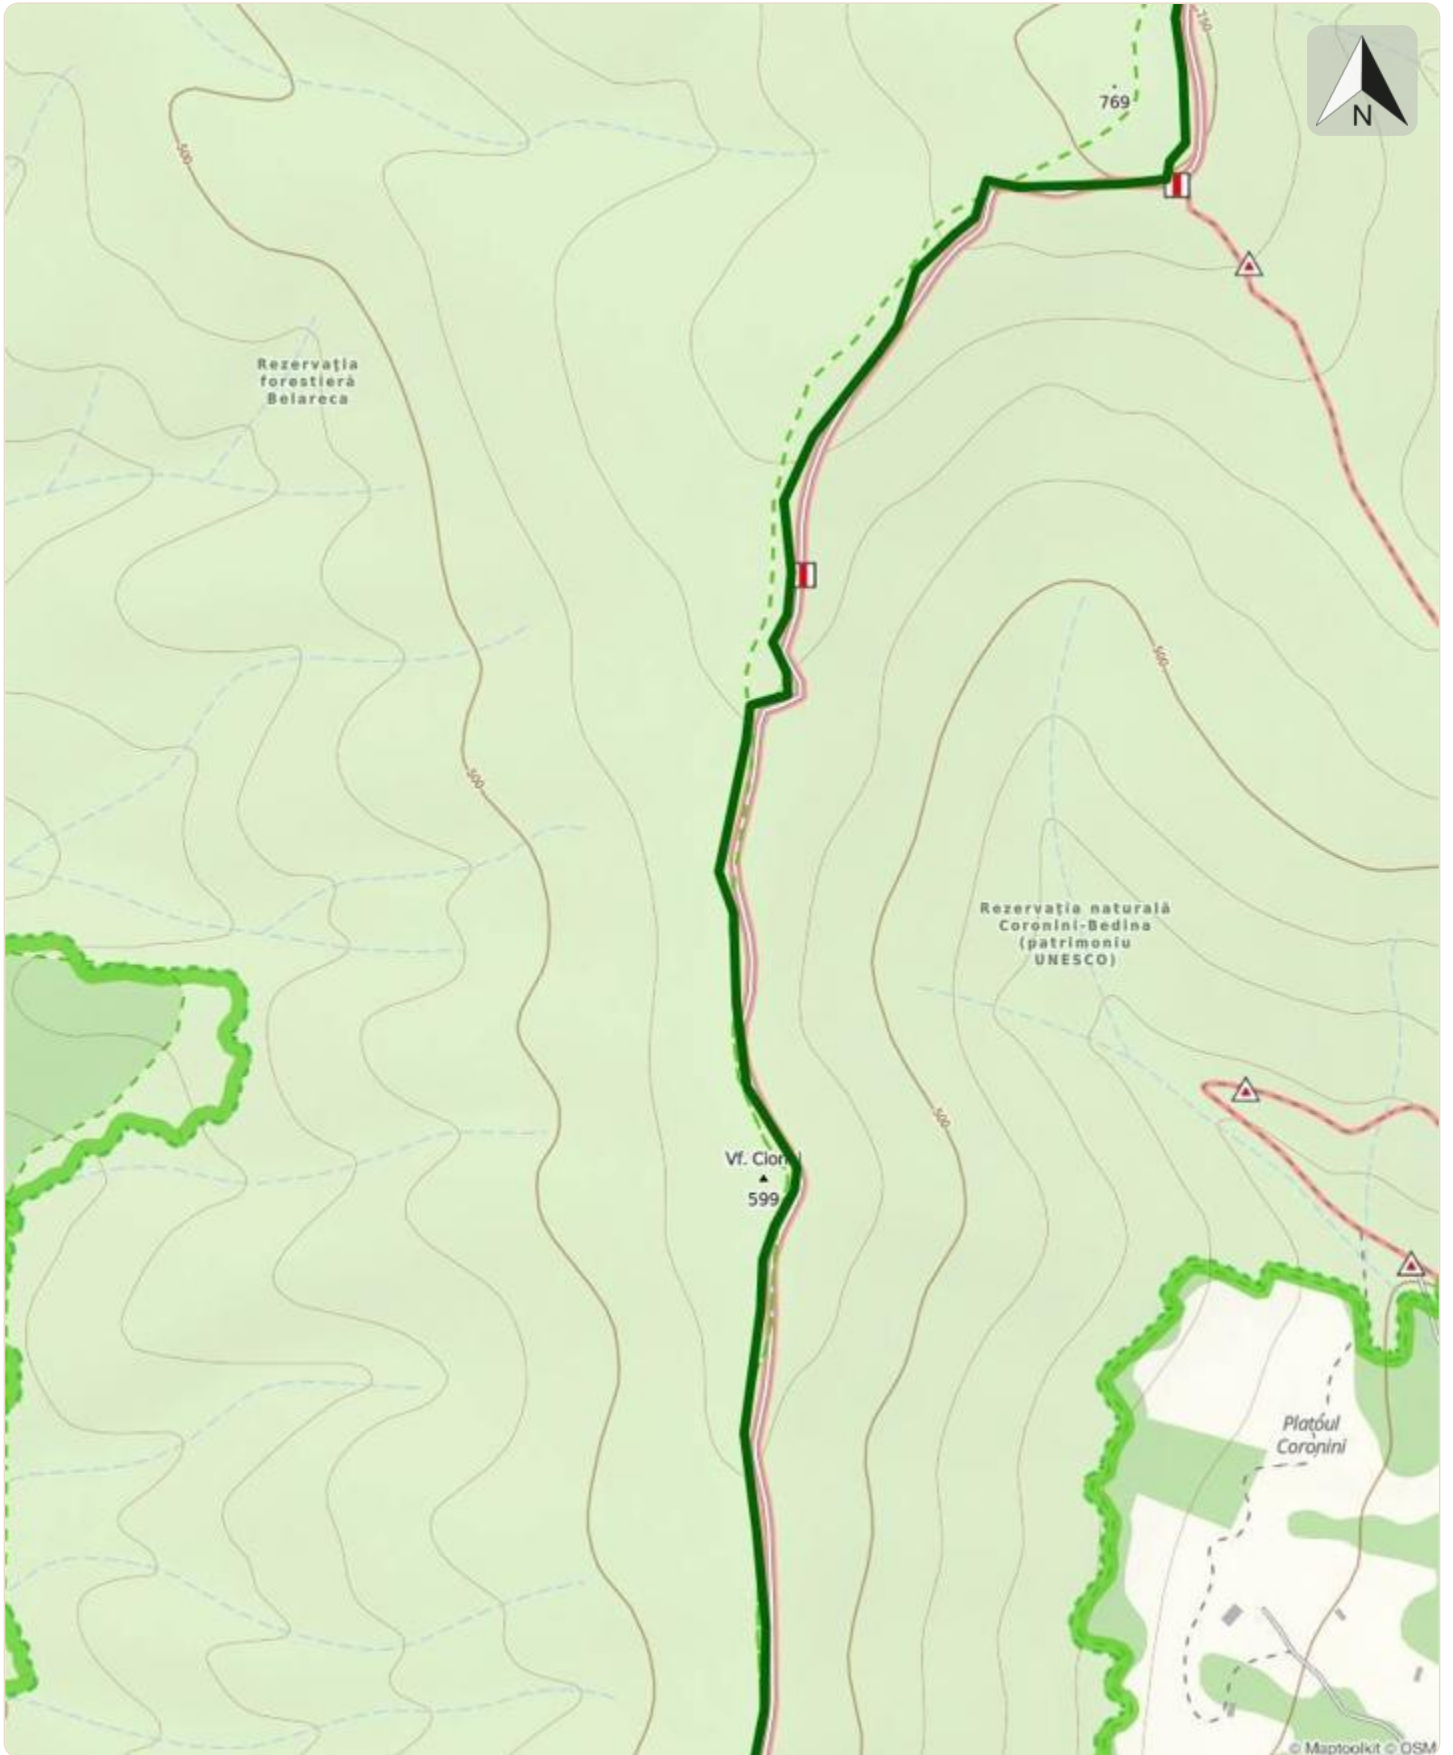 750
N
769
500
Rezervația
forestieră
Belareca
500
500
Rezervația naturală
Coronini-Bedina
(patrimoniu
UNESCO)
500
Vf.
599
Platoul
Coronini
© Maptoolkit © OSM